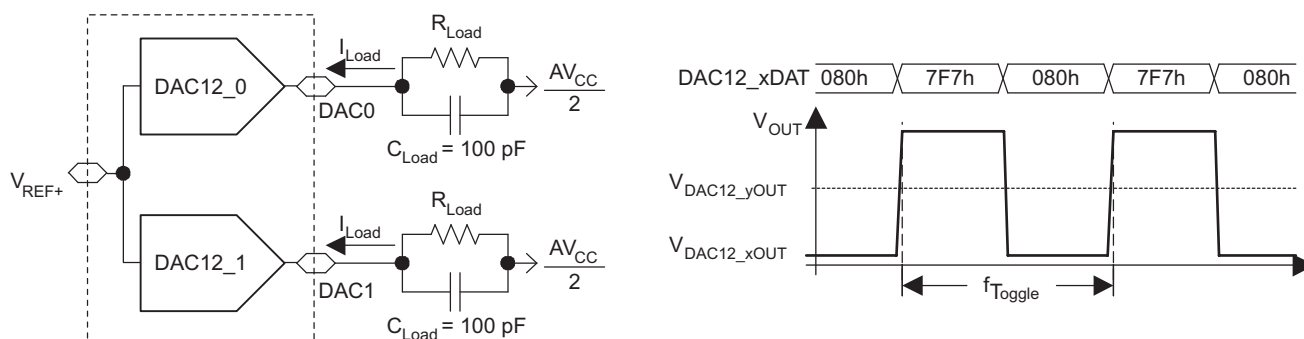 V_REF+
DAC12_0
I_Load
DAC0
R_Load
C_Load = 100 pF
AV_CC
2
DAC12_1
I_Load
DAC1
R_Load
C_Load = 100 pF
AV_CC
2
DAC12_xDAT 080h 7F7h 080h 7F7h 080h
V_OUT
V_DAC12_yOUT
V_DAC12_xOUT
f_Toggle